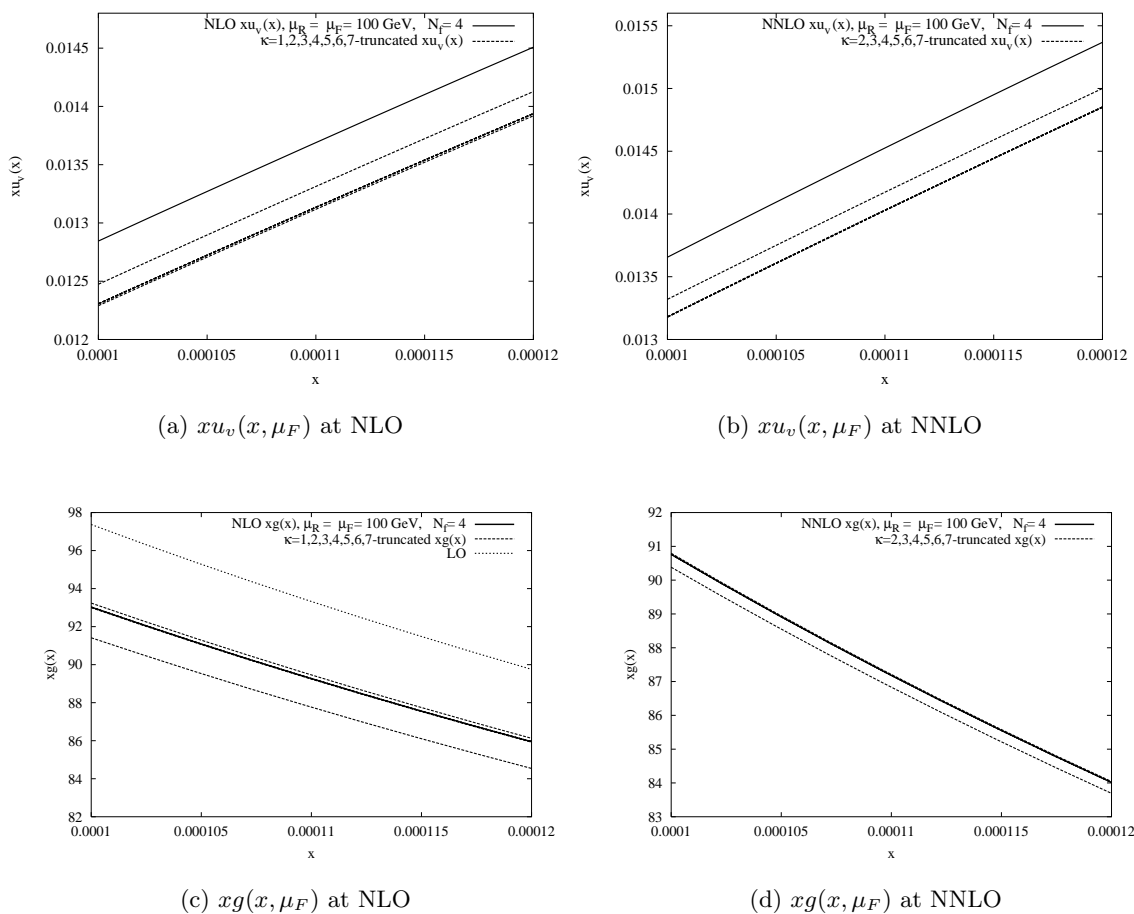 NLO xu_v(x), μ_R = μ_F = 100 GeV, N_f = 4
κ=1,2,3,4,5,6,7-truncated xu_v(x)
0.0145
0.014
0.0135
0.013
0.0125
0.012
xu_v(x)
0.0001
0.000105
0.00011
0.000115
0.00012
x
(a) xu_v(x, μ_F) at NLO
NNLO xu_v(x), μ_R = μ_F = 100 GeV, N_f = 4
κ=2,3,4,5,6,7-truncated xu_v(x)
0.0155
0.015
0.0145
0.014
0.0135
0.013
xu_v(x)
0.0001
0.000105
0.00011
0.000115
0.00012
x
(b) xu_v(x, μ_F) at NNLO
NLO xg(x), μ_R = μ_F = 100 GeV, N_f = 4
κ=1,2,3,4,5,6,7-truncated xg(x)
LO
98
96
94
92
90
88
86
84
82
xg(x)
0.0001
0.000105
0.00011
0.000115
0.00012
x
(c) xg(x, μ_F) at NLO
NNLO xg(x), μ_R = μ_F = 100 GeV, N_f = 4
κ=2,3,4,5,6,7-truncated xg(x)
92
91
90
89
88
87
86
85
84
83
xg(x)
0.0001
0.000105
0.00011
0.000115
0.00012
x
(d) xg(x, μ_F) at NNLO